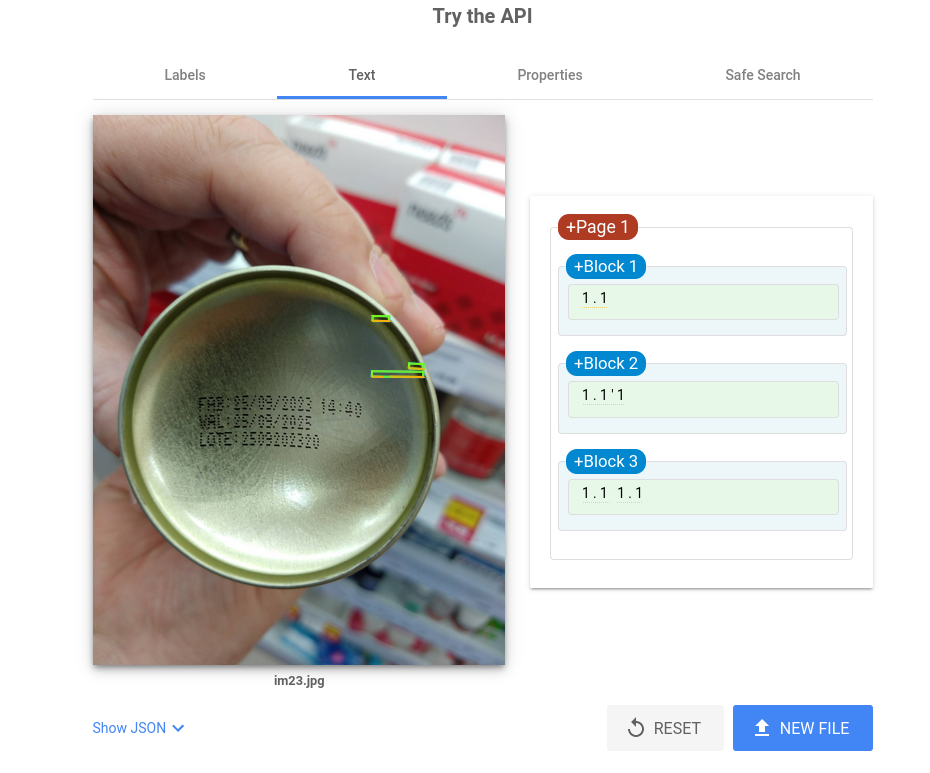 Try the API
Labels
Text
Properties
Safe Search
FAB:25/09/2023 14:40
VAL:25/09/2025
LOTE:2509202320
im23.jpg
+Page 1
+Block 1
1.1
+Block 2
1.1'1
+Block 3
1.1 1.1
Show JSON
RESET
NEW FILE